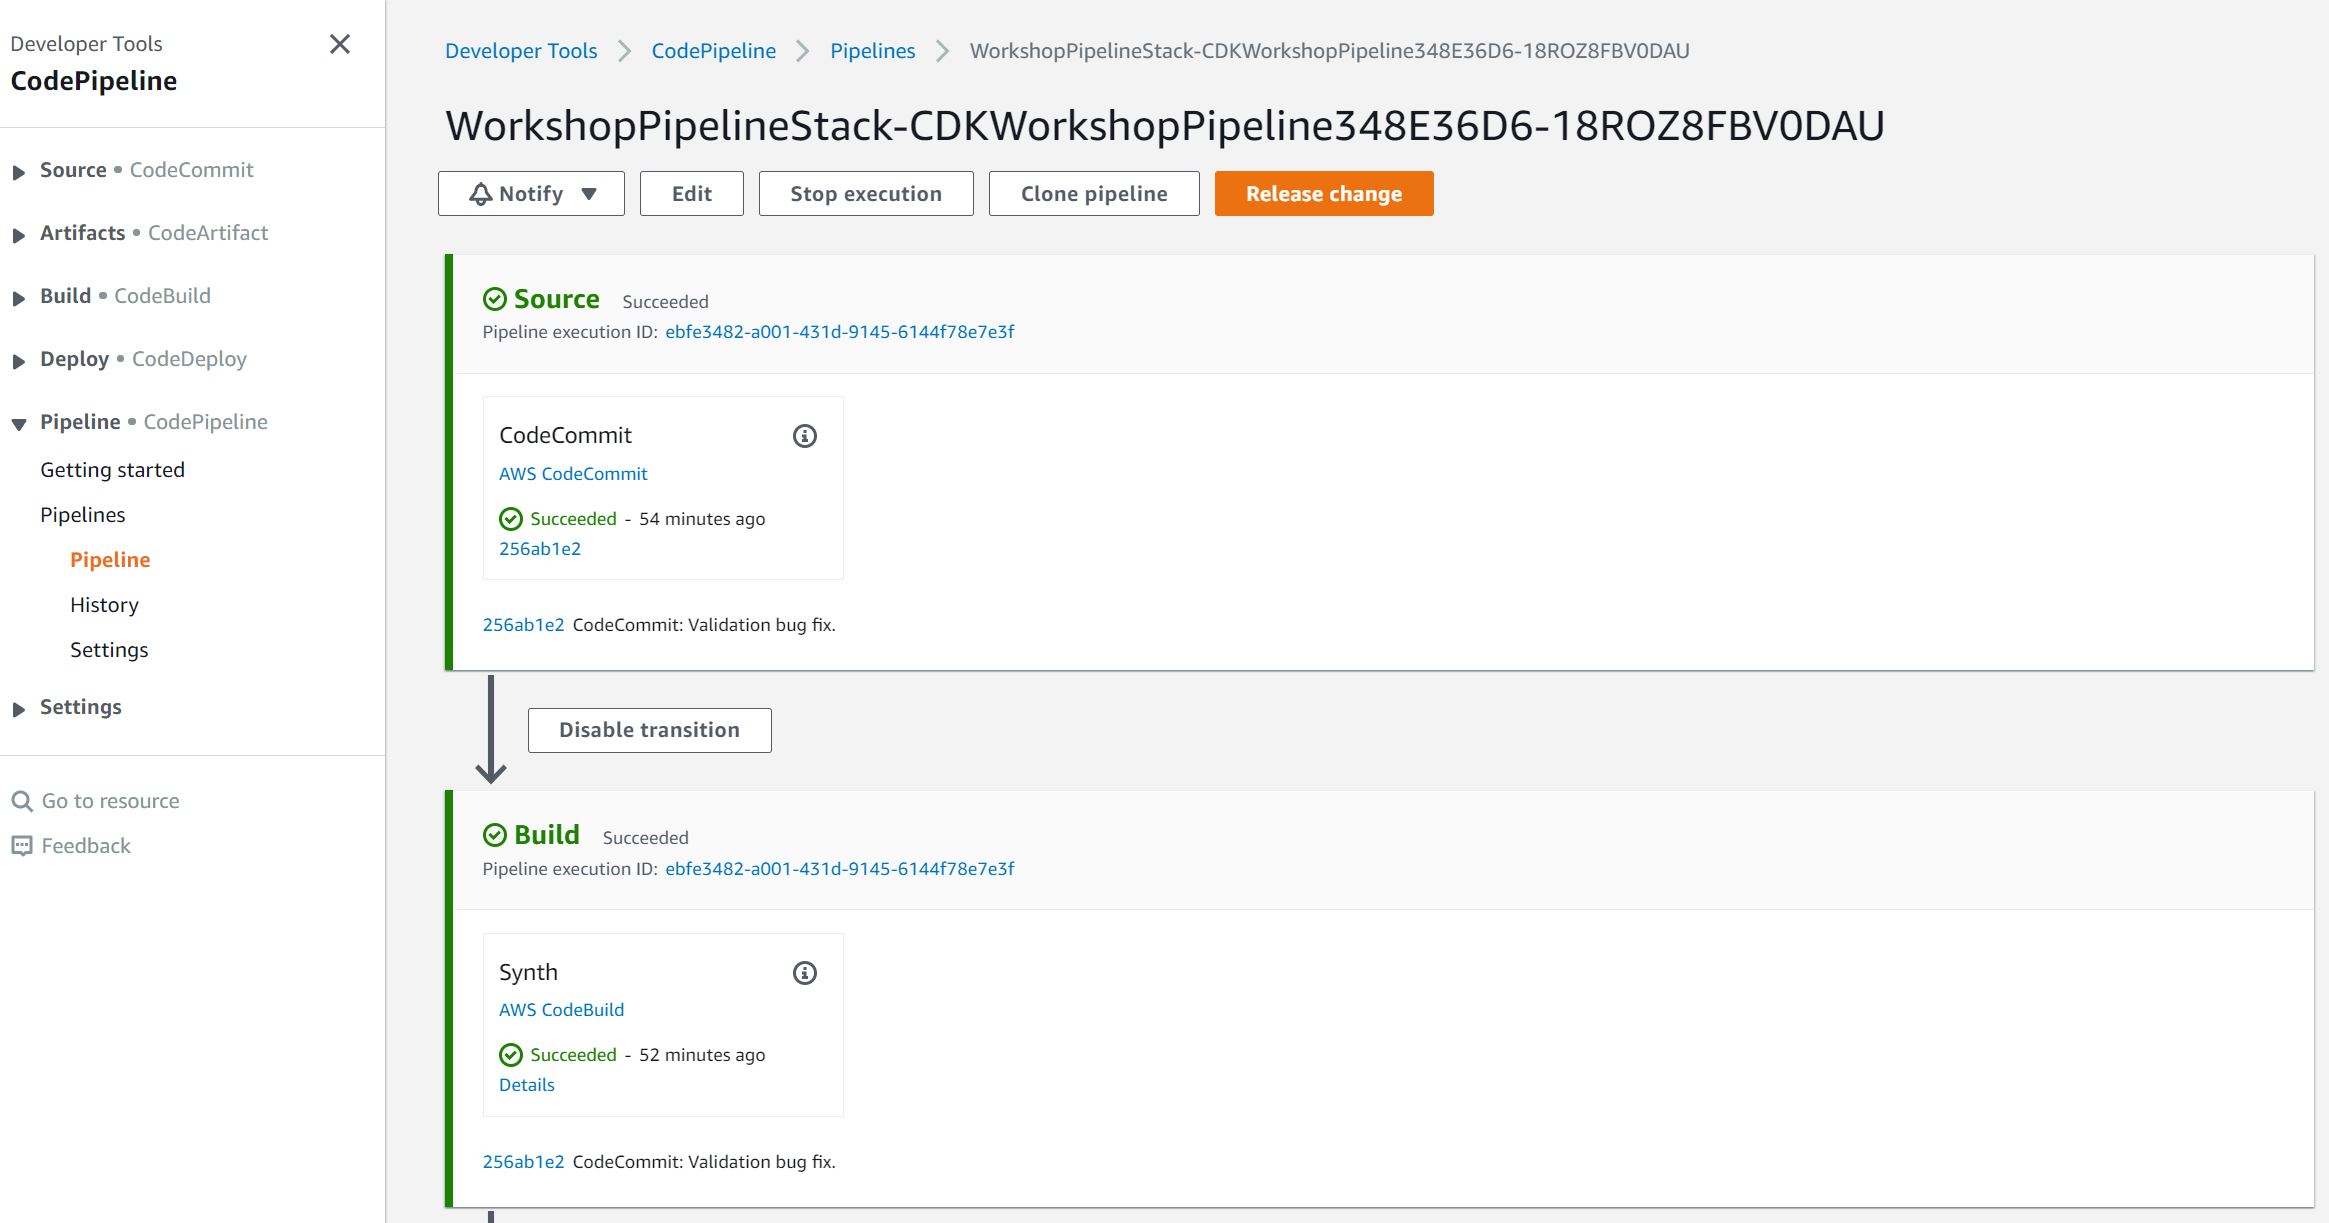 Developer Tools
CodePipeline
Source • CodeCommit
Artifacts • CodeArtifact
Build • CodeBuild
Deploy • CodeDeploy
Pipeline • CodePipeline
Getting started
Pipelines
Pipeline
History
Settings
Settings
Go to resource
Feedback
Developer Tools > CodePipeline > Pipelines > WorkshopPipelineStack-CDKWorkshopPipeline348E36D6-18ROZ8FBV0DAU
WorkshopPipelineStack-CDKWorkshopPipeline348E36D6-18ROZ8FBV0DAU
Notify Edit Stop execution Clone pipeline Release change
Source Succeeded
Pipeline execution ID: ebfe3482-a001-431d-9145-6144f78e7e3f
CodeCommit
AWS CodeCommit
Succeeded - 54 minutes ago
256ab1e2
256ab1e2 CodeCommit: Validation bug fix.
Disable transition
Build Succeeded
Pipeline execution ID: ebfe3482-a001-431d-9145-6144f78e7e3f
Synth
AWS CodeBuild
Succeeded - 52 minutes ago
Details
256ab1e2 CodeCommit: Validation bug fix.